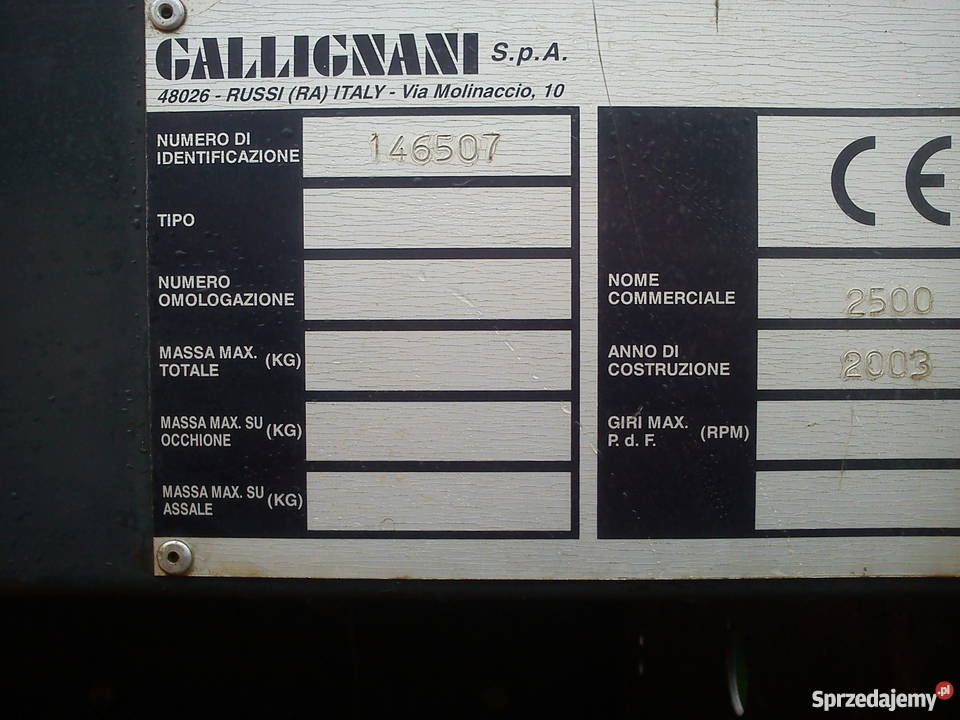 GALLIGNANI S.p.A.
48026 - RUSSI (RA) ITALY - Via Molinaccio, 10
NUMERO DI
IDENTIFICAZIONE
146507
TIPO
NUMERO
OMOLOGAZIONE
MASSA MAX.
TOTALE
(KG)
MASSA MAX. SU
OCCHIONE
(KG)
MASSA MAX. SU
ASSALE
(KG)
CE
NOME
COMMERCIALE
2500
ANNO DI
COSTRUZIONE
2003
GIRI MAX.
P. d. F.
(RPM)
Sprzedajemy.pl